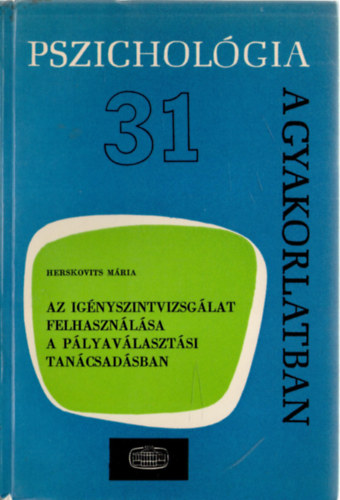 PSZICHOLÓGIA
31
A GYAKORLATBAN
HERSKOVITS MÁRIA
AZ IGÉNYSZINTVIZSGÁLAT
FELHASZNÁLÁSA
A PÁLYAVÁLASZTÁSI
TANÁCSADÁSBAN